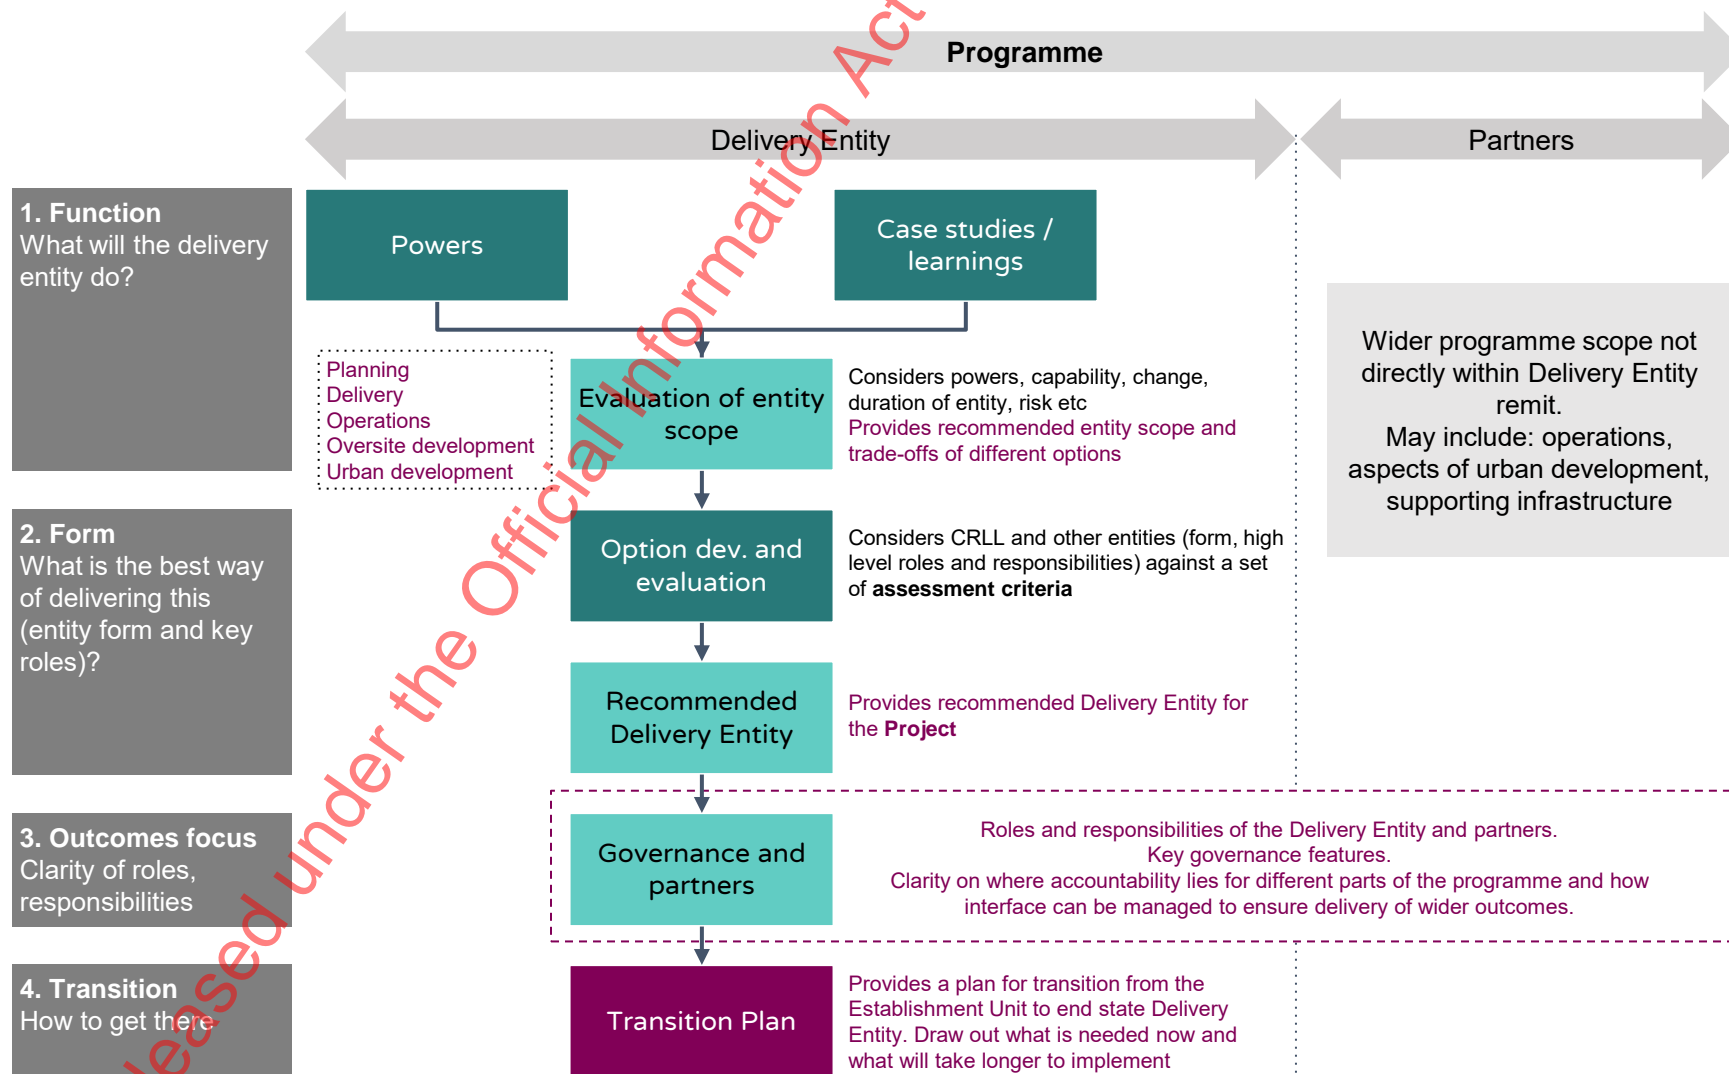 Programme
Delivery Entity
Partners
1. Function
What will the delivery
entity do?
Powers
Case studies /
learnings
Planning
Delivery
Operations
Oversite development
Urban development
Evaluation of entity
scope
Considers powers, capability, change,
duration of entity, risk etc
Provides recommended entity scope and
trade-offs of different options
Wider programme scope not
directly within Delivery Entity
remit.
May include: operations,
aspects of urban development,
supporting infrastructure
2. Form
What is the best way
of delivering this
(entity form and key
roles)?
Option dev. and
evaluation
Considers CRLL and other entities (form, high
level roles and responsibilities) against a set
of assessment criteria
Recommended
Delivery Entity
Provides recommended Delivery Entity for
the Project
3. Outcomes focus
Clarity of roles,
responsibilities
Governance and
partners
Roles and responsibilities of the Delivery Entity and partners.
Key governance features.
Clarity on where accountability lies for different parts of the programme and how
interface can be managed to ensure delivery of wider outcomes.
4. Transition
How to get there
Transition Plan
Provides a plan for transition from the
Establishment Unit to end state Delivery
Entity. Draw out what is needed now and
what will take longer to implement
leased under the Official Information Act